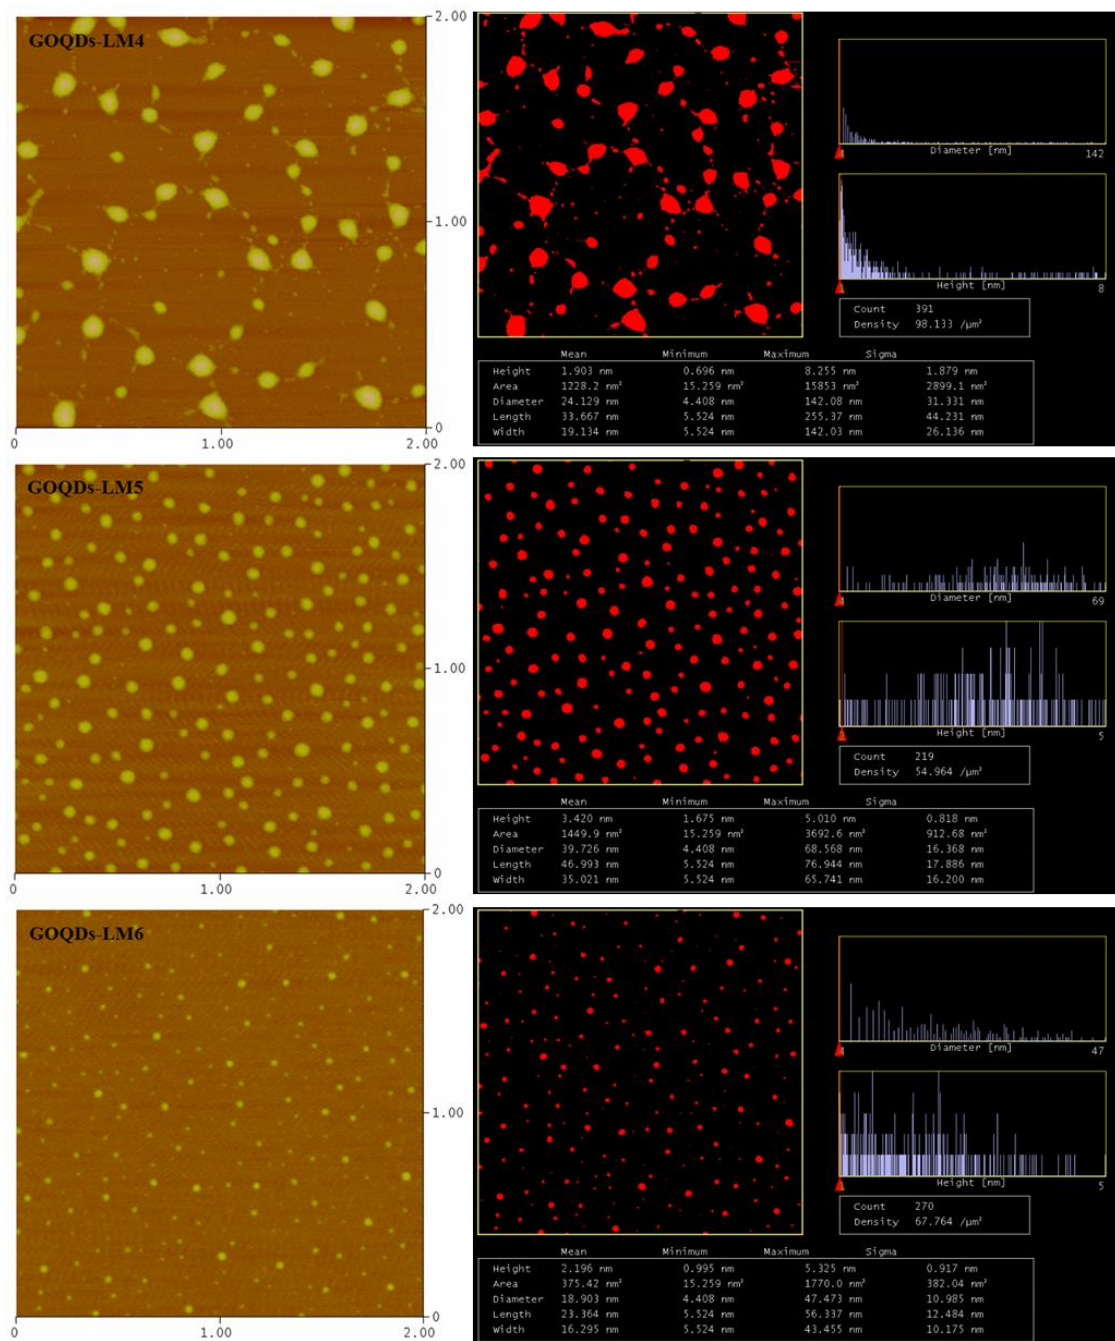 GOQDs-LM4
2.00
1.00
0
0 1.00 2.00
Diameter [nm] 142
Height [nm] 8
Count 391
Density 98.133 /µm²
Mean Minimum Maximum Sigma
Height 1.903 nm 0.696 nm 8.255 nm 1.879 nm
Area 1228.2 nm² 15.259 nm² 15853 nm² 2899.1 nm²
Diameter 24.129 nm 4.408 nm 142.08 nm 31.331 nm
Length 33.667 nm 5.524 nm 255.37 nm 44.231 nm
Width 19.134 nm 5.524 nm 142.03 nm 26.136 nm
GOQDs-LM5
2.00
1.00
0
0 1.00 2.00
Diameter [nm] 69
Height [nm] 5
Count 219
Density 54.964 /µm²
Mean Minimum Maximum Sigma
Height 3.420 nm 1.675 nm 5.010 nm 0.818 nm
Area 1449.9 nm² 15.259 nm² 3692.6 nm² 912.68 nm²
Diameter 39.726 nm 4.408 nm 68.568 nm 16.368 nm
Length 46.993 nm 5.524 nm 76.944 nm 17.886 nm
Width 35.021 nm 5.524 nm 65.741 nm 16.200 nm
GOQDs-LM6
2.00
1.00
0
0 1.00 2.00
Diameter [nm] 47
Height [nm] 5
Count 270
Density 67.764 /µm²
Mean Minimum Maximum Sigma
Height 2.196 nm 0.995 nm 5.325 nm 0.917 nm
Area 375.42 nm² 15.259 nm² 1770.0 nm² 382.04 nm²
Diameter 18.903 nm 4.408 nm 47.473 nm 10.985 nm
Length 23.364 nm 5.524 nm 56.337 nm 12.484 nm
Width 16.295 nm 5.524 nm 43.455 nm 10.175 nm